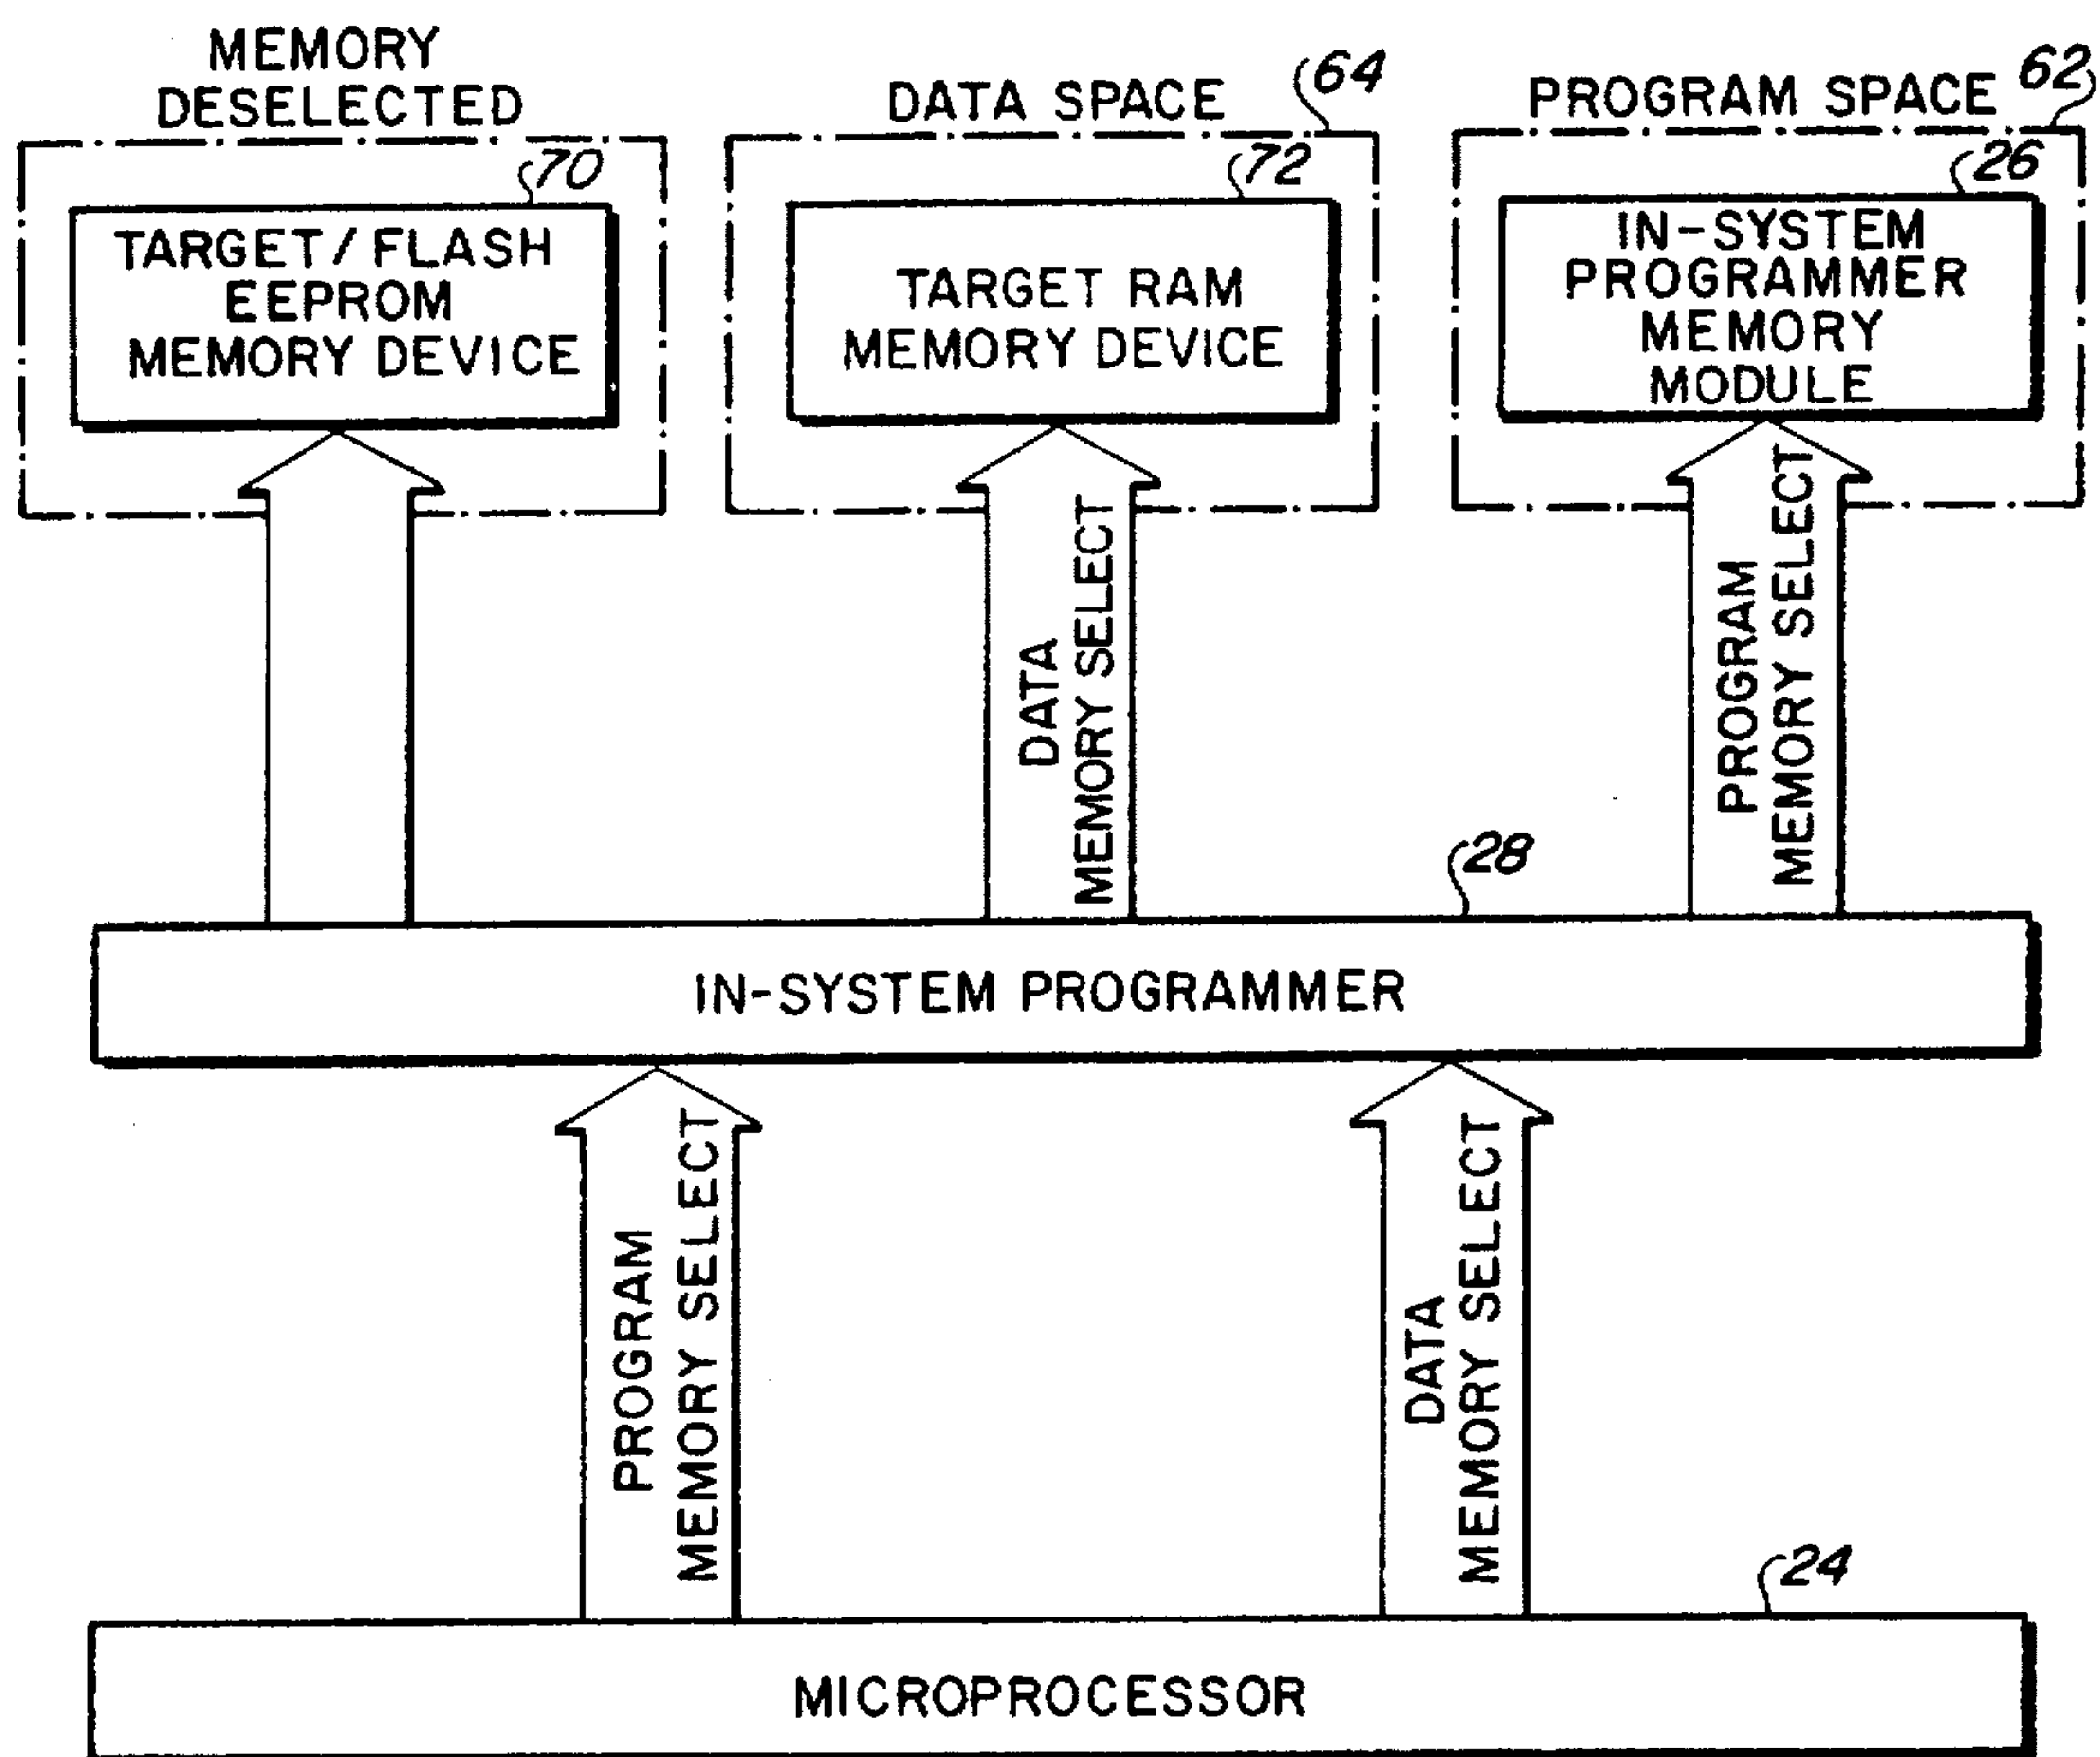 MEMORY
DESELECTED
DATA SPACE
64
PROGRAM SPACE
62
70
72
26
TARGET/FLASH
EEPROM
MEMORY DEVICE
TARGET RAM
MEMORY DEVICE
IN-SYSTEM
PROGRAMMER
MEMORY
MODULE
DATA
MEMORY SELECT
PROGRAM
MEMORY SELECT
28
IN-SYSTEM PROGRAMMER
PROGRAM
MEMORY SELECT
DATA
MEMORY SELECT
24
MICROPROCESSOR